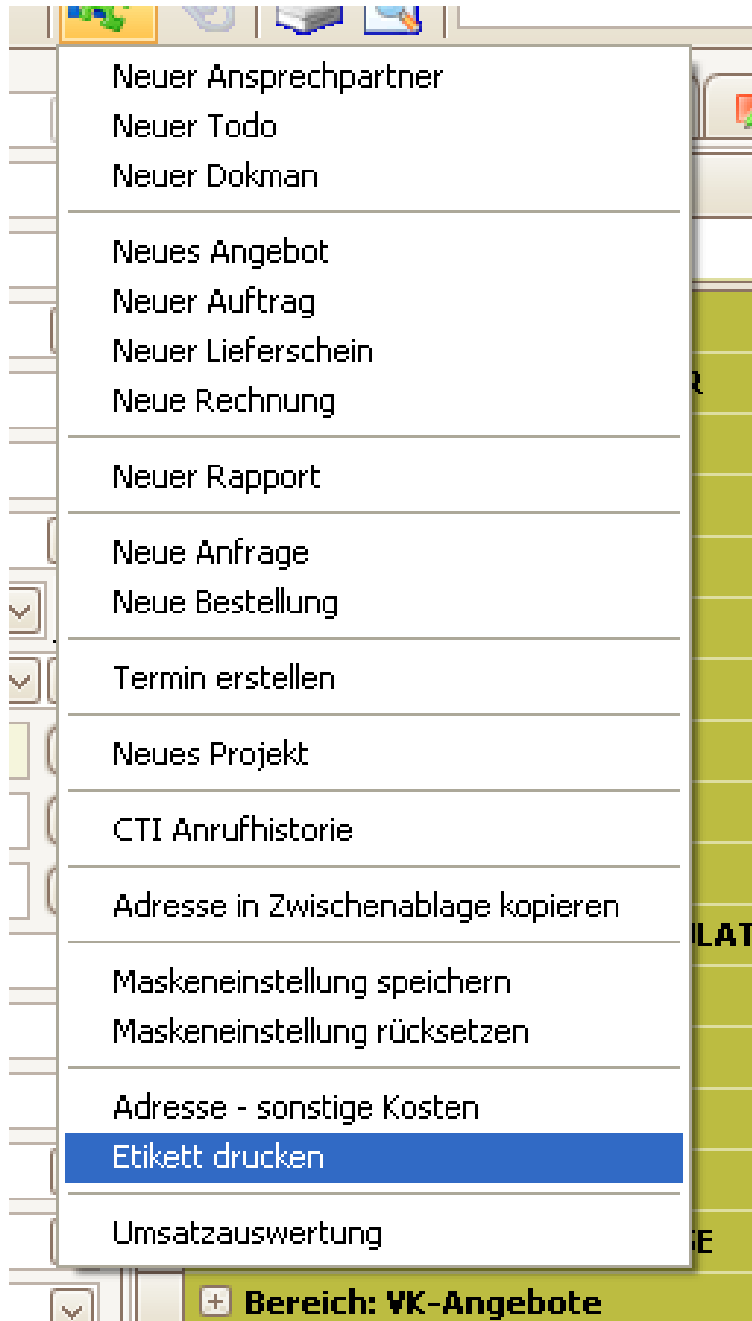 Neuer Ansprechpartner
Neuer Todo
Neuer Dokman
Neues Angebot
Neuer Auftrag
Neuer Lieferschein
R
Neue Rechnung
Neuer Rapport
Neue Anfrage
Neue Bestellung
Termin erstellen
Neues Projekt
CTI Anrufhistorie
Adresse in Zwischenablage kopieren
LAT
Maskeneinstellung speichern
Maskeneinstellung rücksetzen
Adresse - sonstige Kosten
Etikett drucken
Umsatzauswertung
E
Bereich: VK-Angebote